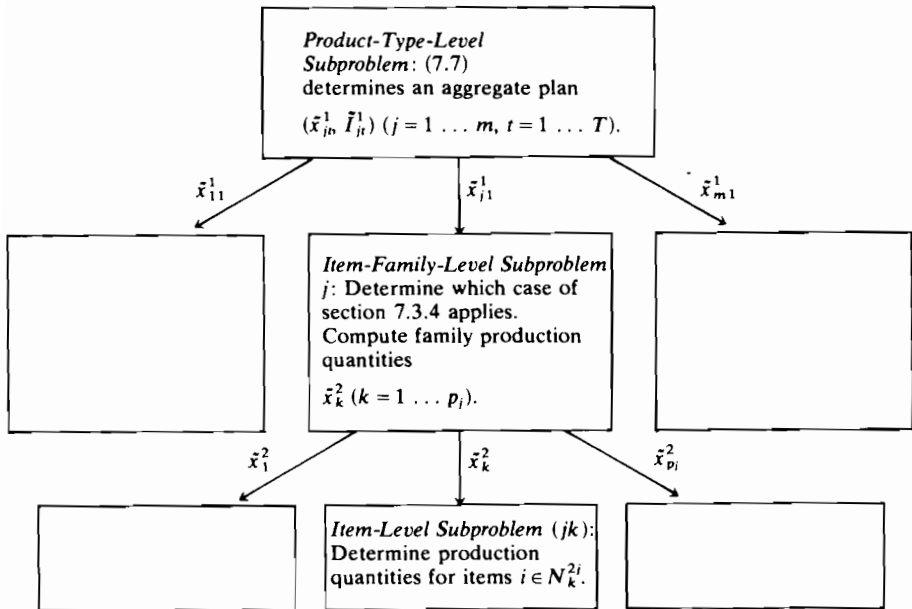 Product-Type-Level
Subproblem: (7.7)
determines an aggregate plan
(x̃¹ⱼₜ, Ĩ¹ⱼₜ) (j = 1 ... m, t = 1 ... T).
x̃¹₁₁
x̃¹ⱼ₁
x̃¹ₘ₁
Item-Family-Level Subproblem
j: Determine which case of
section 7.3.4 applies.
Compute family production
quantities
x̃²ₖ (k = 1 ... pⱼ).
x̃²₁
x̃²ₖ
x̃²ₚⱼ
Item-Level Subproblem (jk):
Determine production
quantities for items i ∈ Nₖ²ʲ.